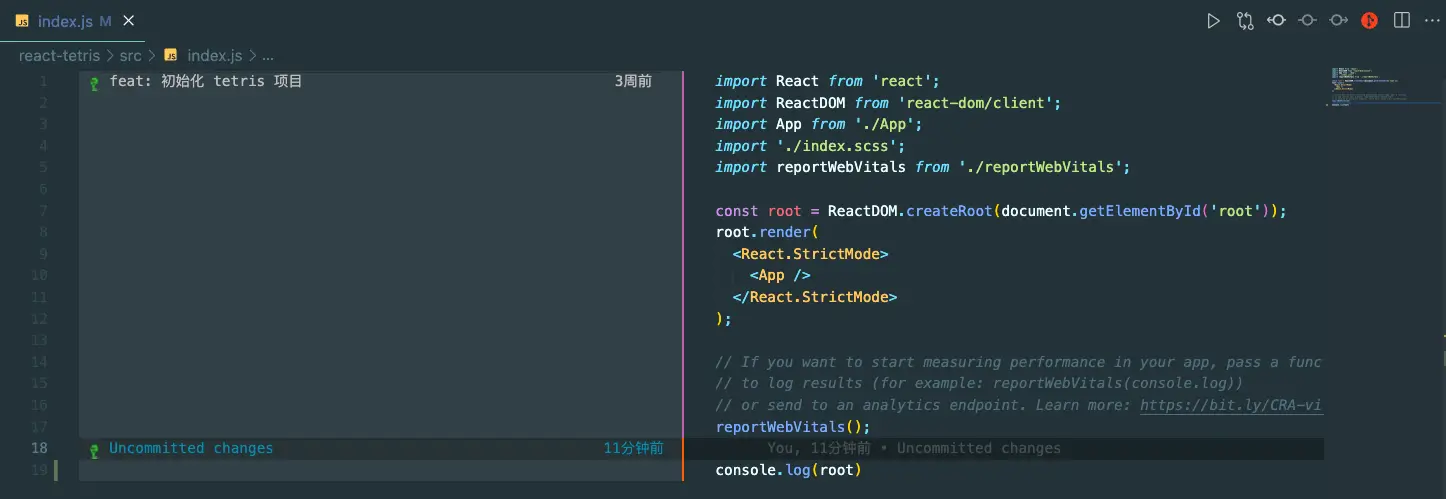 index.js M
react-tetris > src > index.js > ...
1 feat: 初始化 tetris 项目 3周前 import React from 'react';
2 import ReactDOM from 'react-dom/client';
3 import App from './App';
4 import './index.scss';
5 import reportWebVitals from './reportWebVitals';
6
7 const root = ReactDOM.createRoot(document.getElementById('root'));
8 root.render(
9 <React.StrictMode>
10 <App />
11 </React.StrictMode>
12 );
13
14 // If you want to start measuring performance in your app, pass a func
15 // to log results (for example: reportWebVitals(console.log))
16 // or send to an analytics endpoint. Learn more: https://bit.ly/CRA-vi
17 reportWebVitals();
18 Uncommitted changes 11分钟前 You, 11分钟前 • Uncommitted changes
19 console.log(root)